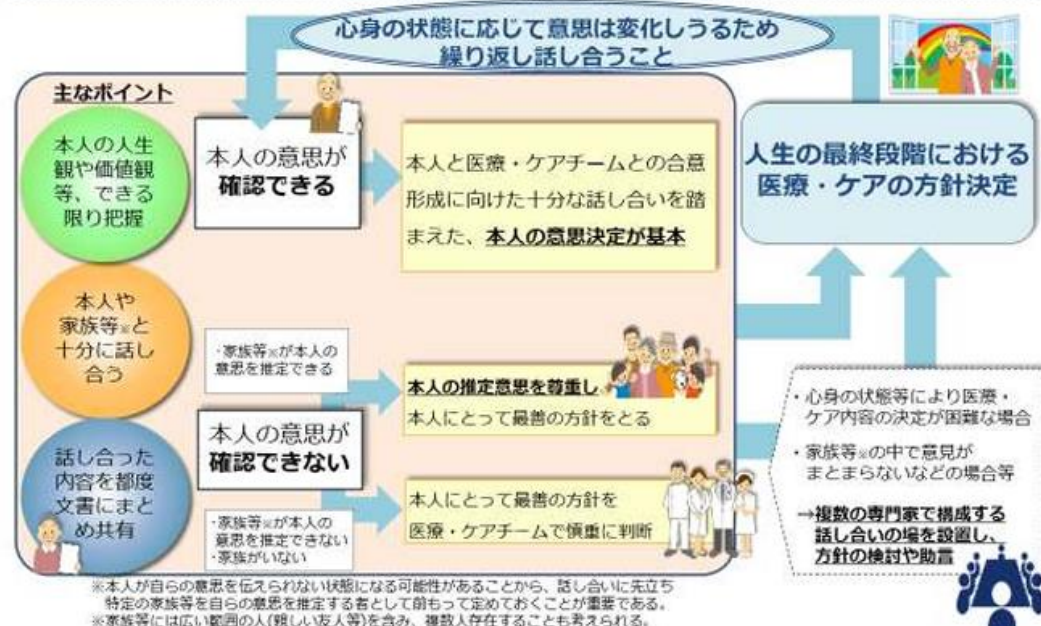 心身の状態に応じて意思は変化しうるため
繰り返し話し合うこと
主なポイント
本人の人生
観や価値観
等、できる
限り把握
本人や
家族等※と
十分に話し
合う
話し合った
内容を都度
文書にまと
め共有
本人の意思が
確認できる
本人と医療・ケアチームとの合意
形成に向けた十分な話し合いを踏
まえた、本人の意思決定が基本
・家族等※が本人の
意思を推定できる
本人の意思が
確認できない
・家族等※が本人の
意思を推定できない
・家族がいない
本人の推定意思を尊重し
本人にとって最善の方針をとる
本人にとって最善の方針を
医療・ケアチームで慎重に判断
人生の最終段階における
医療・ケアの方針決定
・心身の状態等により医療・
ケア内容の決定が困難な場合
・家族等※の中で意見が
まとまらないなどの場合等
→複数の専門家で構成する
話し合いの場を設置し、
方針の検討や助言
※本人が自らの意思を伝えられない状態になる可能性があることから、話し合いに先立ち
特定の家族等を自らの意思を推定する者として前もって定めておくことが重要である。
※家族等には広い範囲の人(親しい友人等)を含み、複数人存在することも考えられる。